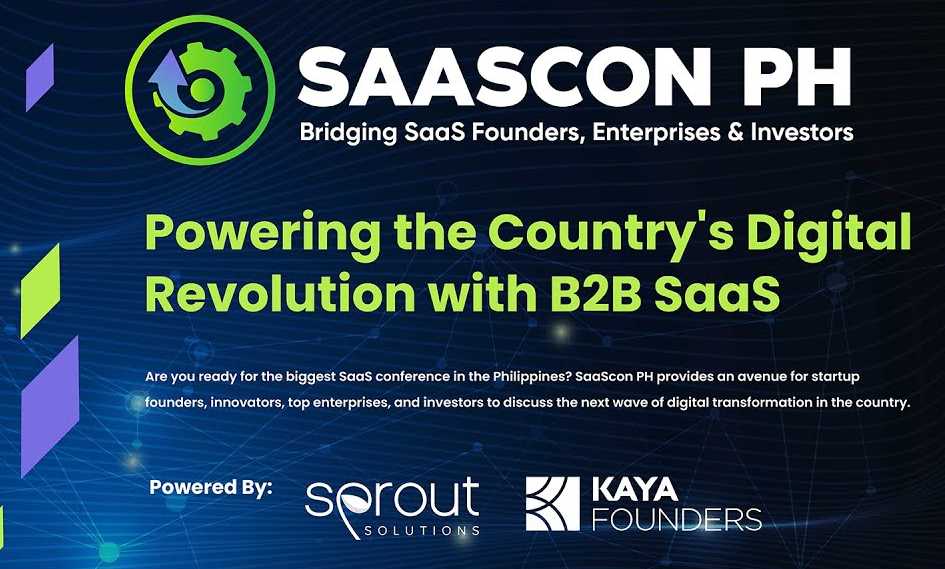 SAASCON PH
Bridging SaaS Founders, Enterprises & Investors
Powering the Country's Digital
Revolution with B2B SaaS
Are you ready for the biggest SaaS conference in the Philippines? SaaScon PH provides an avenue for startup
founders, innovators, top enterprises, and investors to discuss the next wave of digital transformation in the country.
Powered By:
sprout
SOLUTIONS
KAYA
FOUNDERS